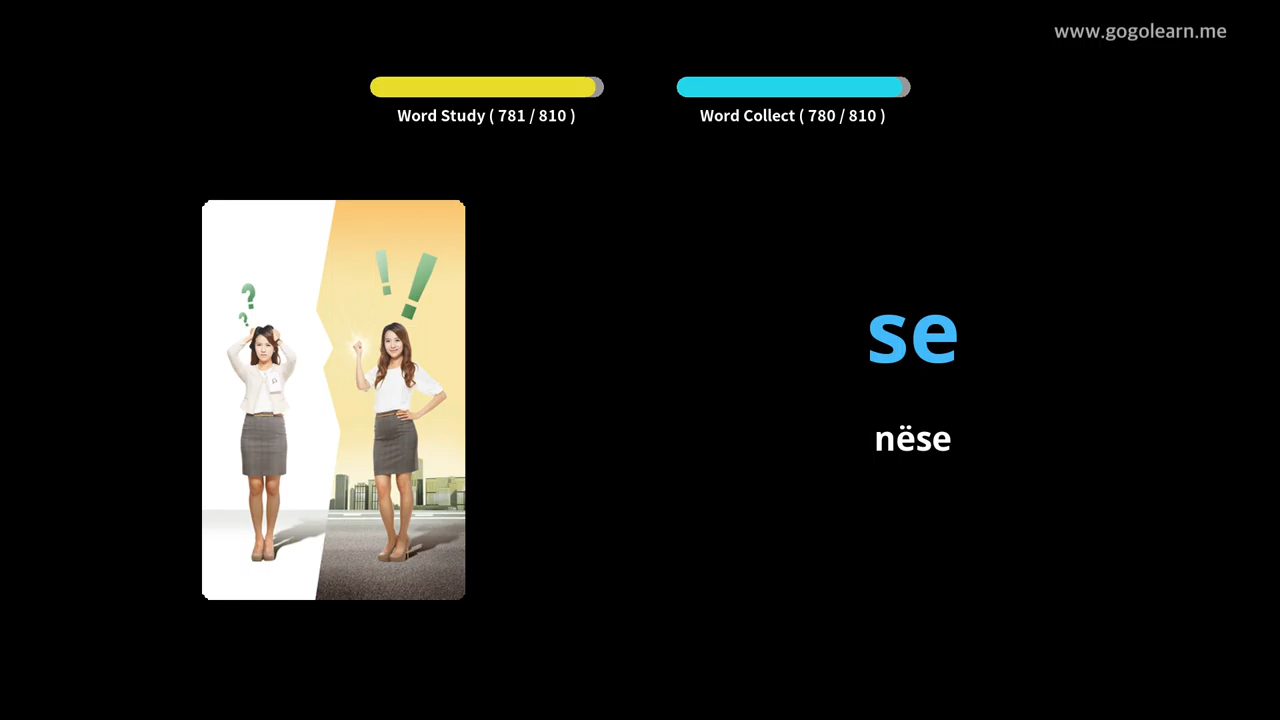 www.gogolearn.me
Word Study ( 781 / 810 )
Word Collect ( 780 / 810 )
? ?
! !
se
nëse